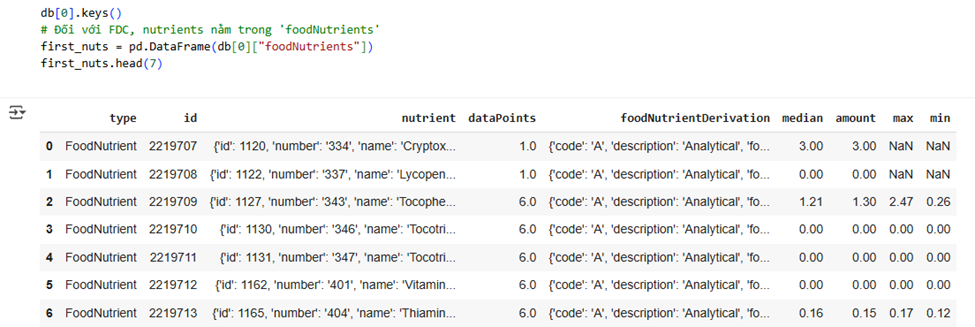 db[0].keys()
# Đối với FDC, nutrients nằm trong 'foodNutrients'
first_nuts = pd.DataFrame(db[0]["foodNutrients"])
first_nuts.head(7)
type id nutrient dataPoints foodNutrientDerivation median amount max min
0 FoodNutrient 2219707 {'id': 1120, 'number': '334', 'name': 'Cryptox... 1.0 {'code': 'A', 'description': 'Analytical', 'fo... 3.00 3.00 NaN NaN
1 FoodNutrient 2219708 {'id': 1122, 'number': '337', 'name': 'Lycopen... 1.0 {'code': 'A', 'description': 'Analytical', 'fo... 0.00 0.00 NaN NaN
2 FoodNutrient 2219709 {'id': 1127, 'number': '343', 'name': 'Tocophe... 6.0 {'code': 'A', 'description': 'Analytical', 'fo... 1.21 1.30 2.47 0.26
3 FoodNutrient 2219710 {'id': 1130, 'number': '346', 'name': 'Tocotri... 6.0 {'code': 'A', 'description': 'Analytical', 'fo... 0.00 0.00 0.00 0.00
4 FoodNutrient 2219711 {'id': 1131, 'number': '347', 'name': 'Tocotri... 6.0 {'code': 'A', 'description': 'Analytical', 'fo... 0.00 0.00 0.00 0.00
5 FoodNutrient 2219712 {'id': 1162, 'number': '401', 'name': 'Vitamin... 6.0 {'code': 'A', 'description': 'Analytical', 'fo... 0.00 0.00 0.00 0.00
6 FoodNutrient 2219713 {'id': 1165, 'number': '404', 'name': 'Thiamin... 6.0 {'code': 'A', 'description': 'Analytical', 'fo... 0.16 0.15 0.17 0.12